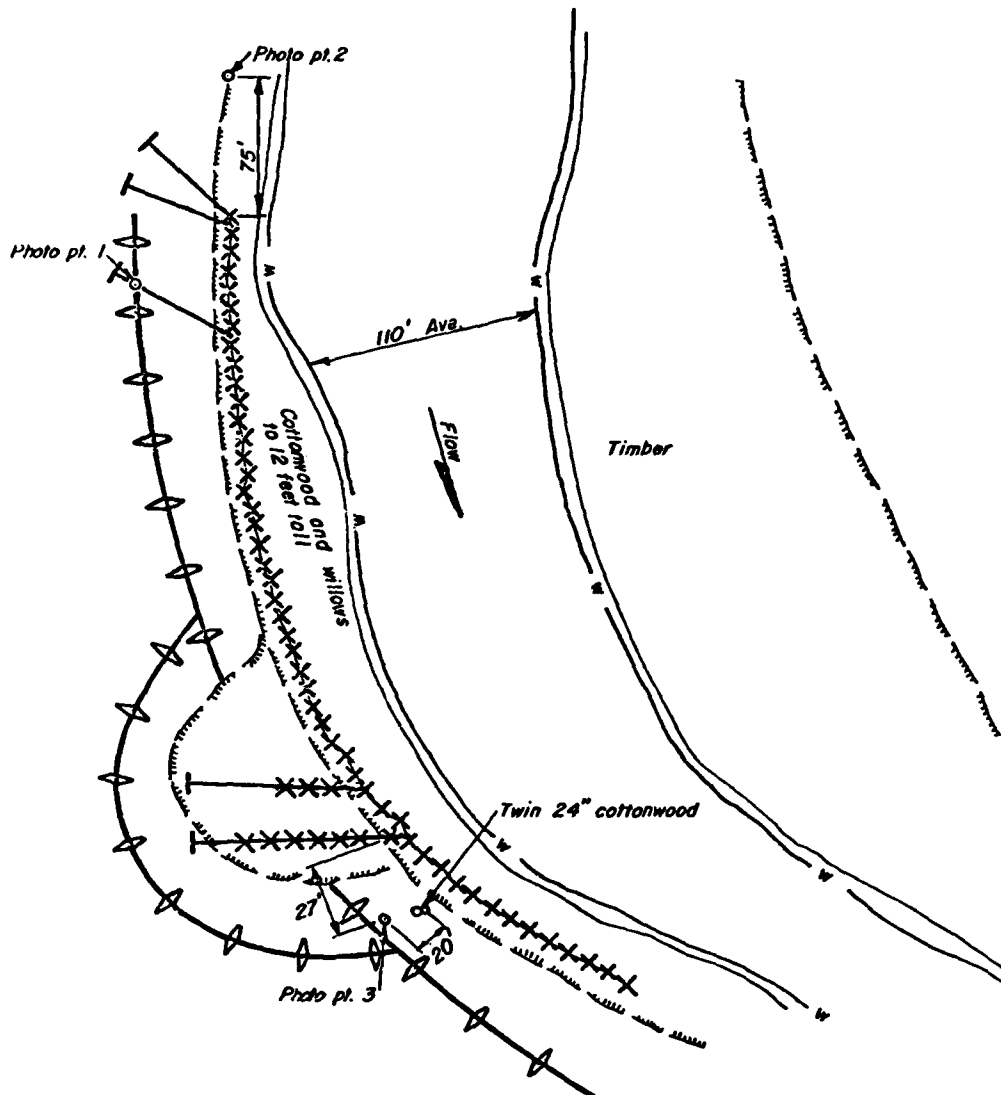 Photo pt. 2
75'
Photo pt. 1
W
W
110' Ave.
Flow
Timber
Cottonwood and willows
to 12 feet tall
W
W
Twin 24" cottonwood
W
W
27'
20'
Photo pt. 3
W